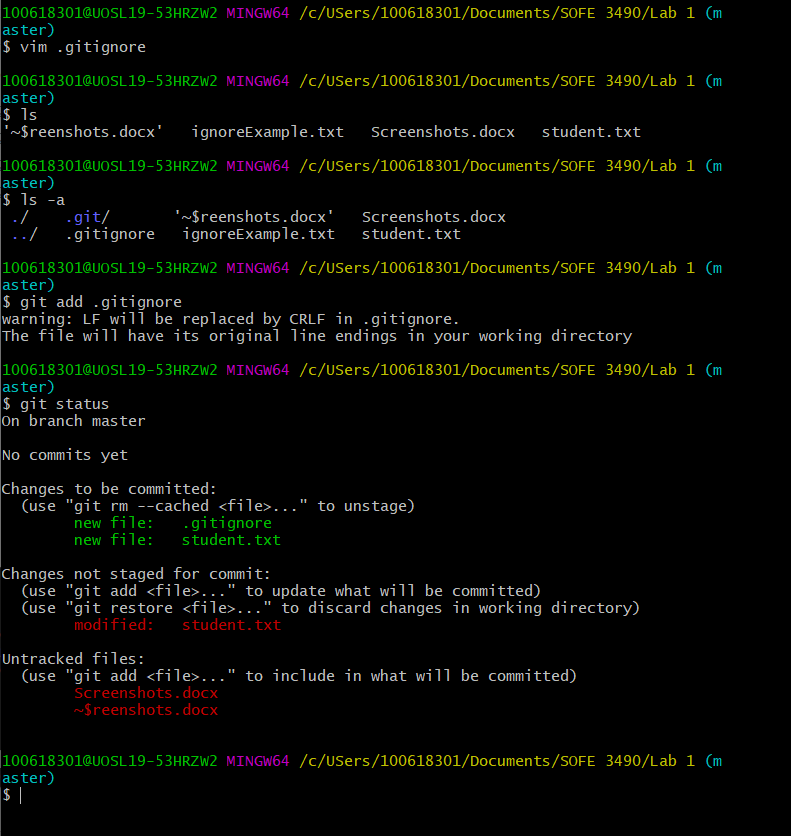 100618301@UOSL19-53HRZW2 MINGW64 /c/USers/100618301/Documents/SOFE 3490/Lab 1 (m
aster)
$ vim .gitignore
100618301@UOSL19-53HRZW2 MINGW64 /c/USers/100618301/Documents/SOFE 3490/Lab 1 (m
aster)
$ ls
'~$reenshots.docx'   ignoreExample.txt   Screenshots.docx   student.txt
100618301@UOSL19-53HRZW2 MINGW64 /c/USers/100618301/Documents/SOFE 3490/Lab 1 (m
aster)
$ ls -a
 ./    .git/       '~$reenshots.docx'   Screenshots.docx
 ../   .gitignore   ignoreExample.txt   student.txt
100618301@UOSL19-53HRZW2 MINGW64 /c/USers/100618301/Documents/SOFE 3490/Lab 1 (m
aster)
$ git add .gitignore
warning: LF will be replaced by CRLF in .gitignore.
The file will have its original line endings in your working directory
100618301@UOSL19-53HRZW2 MINGW64 /c/USers/100618301/Documents/SOFE 3490/Lab 1 (m
aster)
$ git status
On branch master
No commits yet
Changes to be committed:
  (use "git rm --cached <file>..." to unstage)
        new file:   .gitignore
        new file:   student.txt
Changes not staged for commit:
  (use "git add <file>..." to update what will be committed)
  (use "git restore <file>..." to discard changes in working directory)
        modified:   student.txt
Untracked files:
  (use "git add <file>..." to include in what will be committed)
        Screenshots.docx
        ~$reenshots.docx
100618301@UOSL19-53HRZW2 MINGW64 /c/USers/100618301/Documents/SOFE 3490/Lab 1 (m
aster)
$